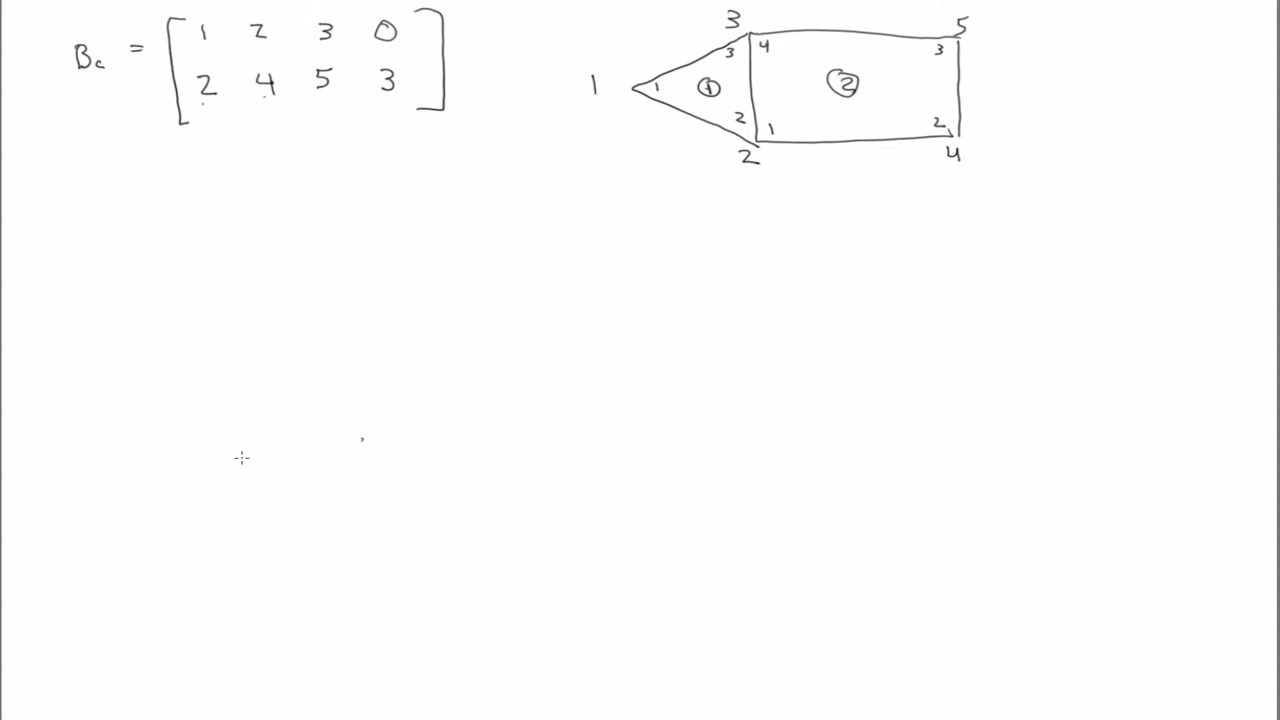 Bc = [ 1 2 3 0
2 4 5 3 ]
3 5
3 4 3
1 1 1 2
2 1 2
2 4